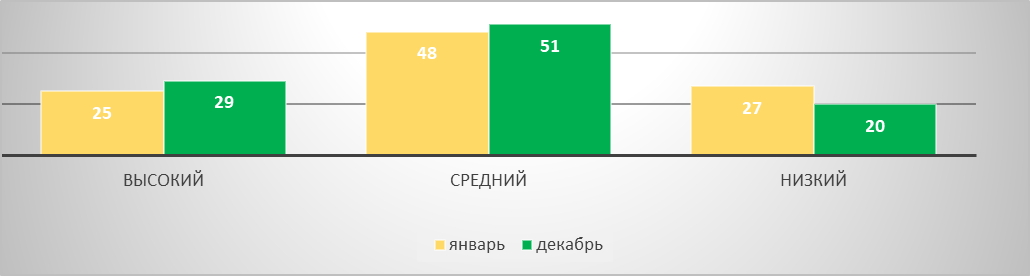 25 29 48 51 27 20
ВЫСОКИЙ СРЕДНИЙ НИЗКИЙ
январь декабрь